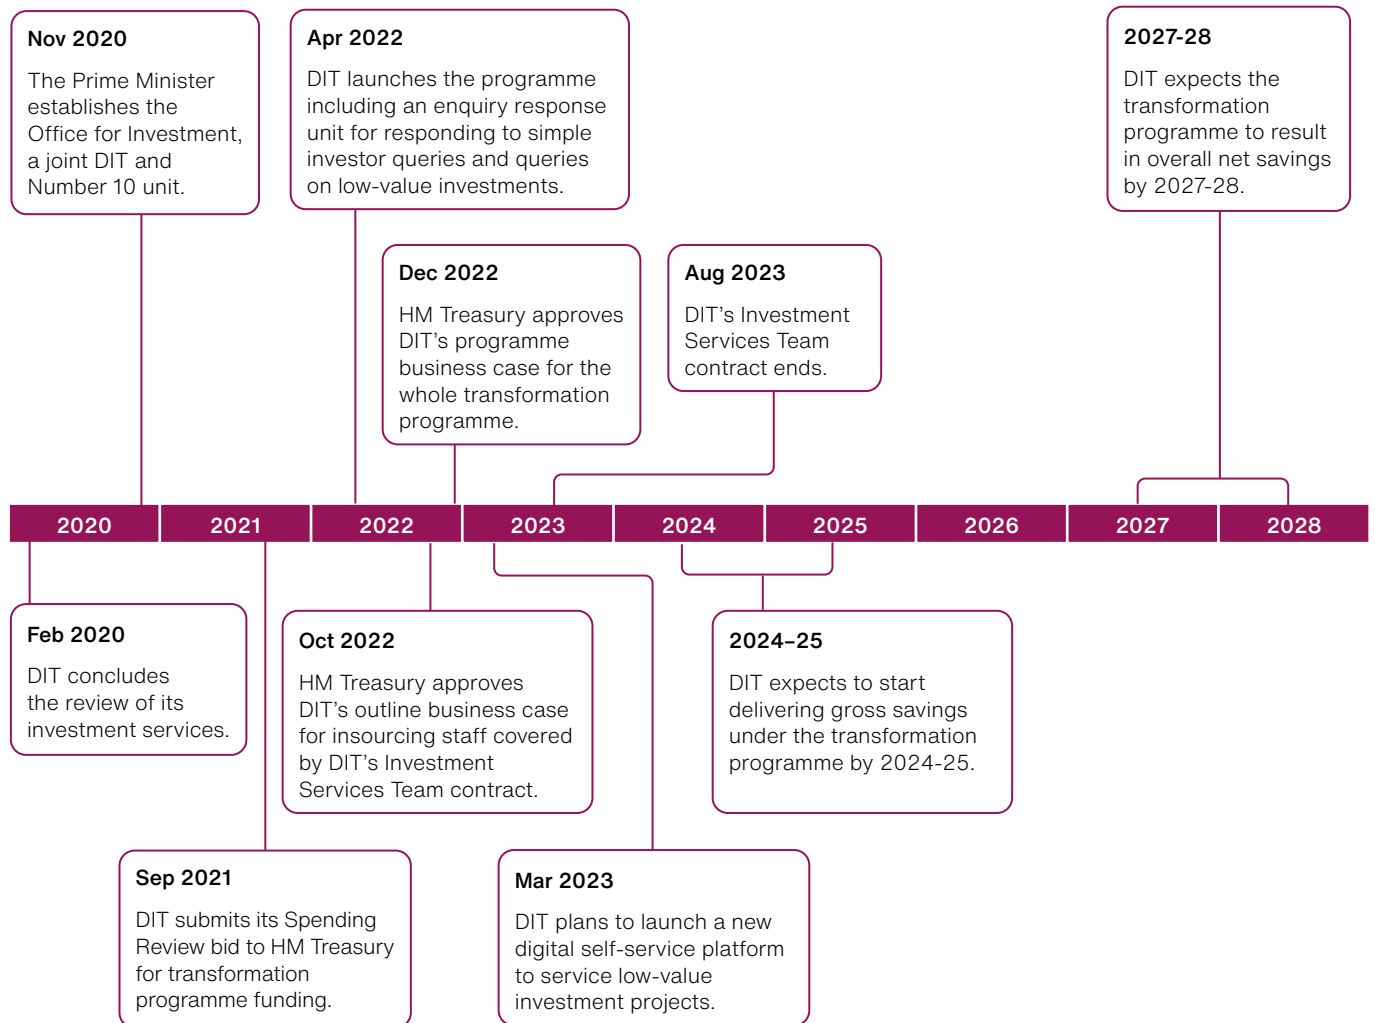 Nov 2020
The Prime Minister
establishes the
Office for Investment,
a joint DIT and
Number 10 unit.
Apr 2022
DIT launches the programme
including an enquiry response
unit for responding to simple
investor queries and queries
on low-value investments.
2027-28
DIT expects the
transformation
programme to result
in overall net savings
by 2027-28.
Dec 2022
HM Treasury approves
DIT’s programme
business case for the
whole transformation
programme.
Aug 2023
DIT’s Investment
Services Team
contract ends.
2020 2021 2022 2023 2024 2025 2026 2027 2028
Feb 2020
DIT concludes
the review of its
investment services.
Oct 2022
HM Treasury approves
DIT’s outline business case
for insourcing staff covered
by DIT’s Investment
Services Team contract.
2024–25
DIT expects to start
delivering gross savings
under the transformation
programme by 2024-25.
Sep 2021
DIT submits its Spending
Review bid to HM Treasury
for transformation
programme funding.
Mar 2023
DIT plans to launch a new
digital self-service platform
to service low-value
investment projects.